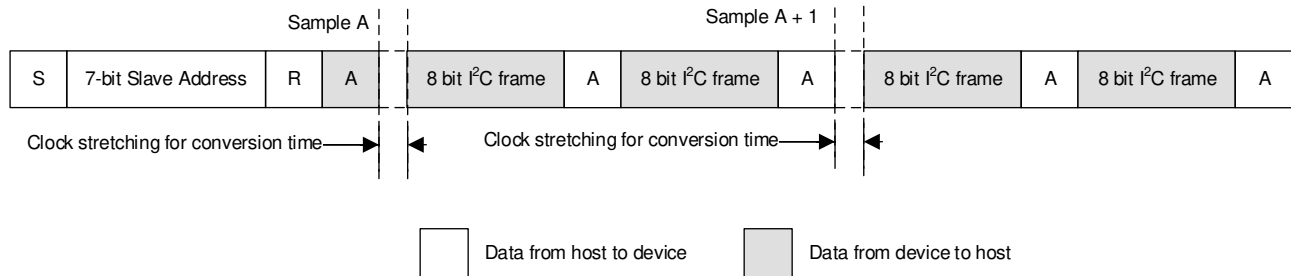 Sample A
Sample A + 1
S 7-bit Slave Address R A 8 bit I²C frame A 8 bit I²C frame A 8 bit I²C frame A 8 bit I²C frame A
Clock stretching for conversion time
Clock stretching for conversion time
Data from host to device
Data from device to host